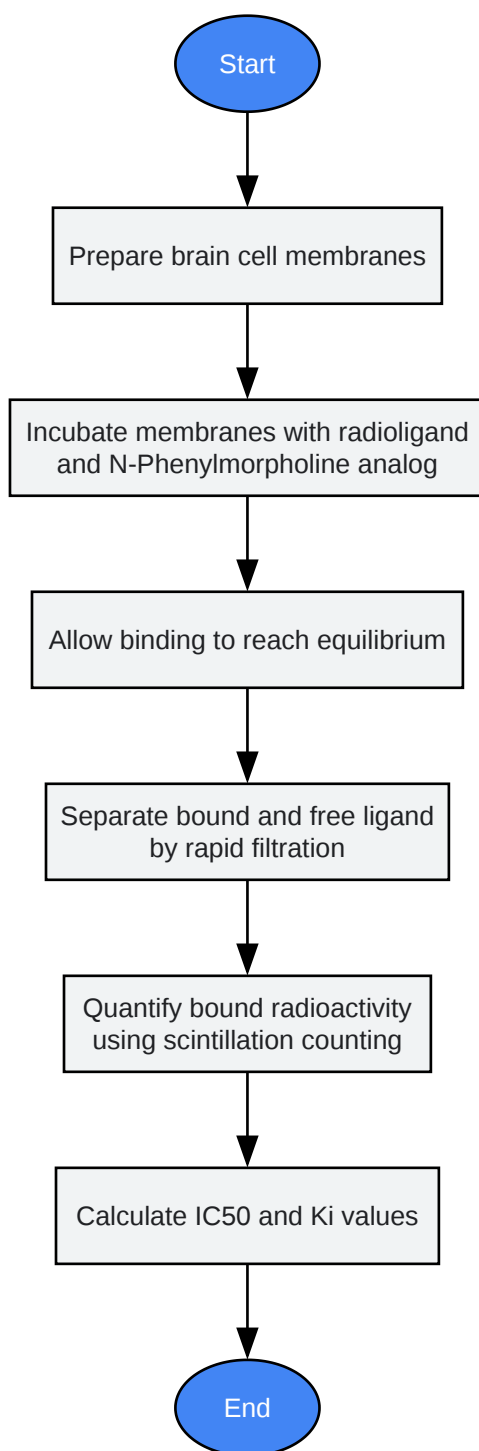 Start
Prepare brain cell membranes
Incubate membranes with radioligand
and N-Phenylmorpholine analog
Allow binding to reach equilibrium
Separate bound and free ligand
by rapid filtration
Quantify bound radioactivity
using scintillation counting
Calculate IC50 and Ki values
End